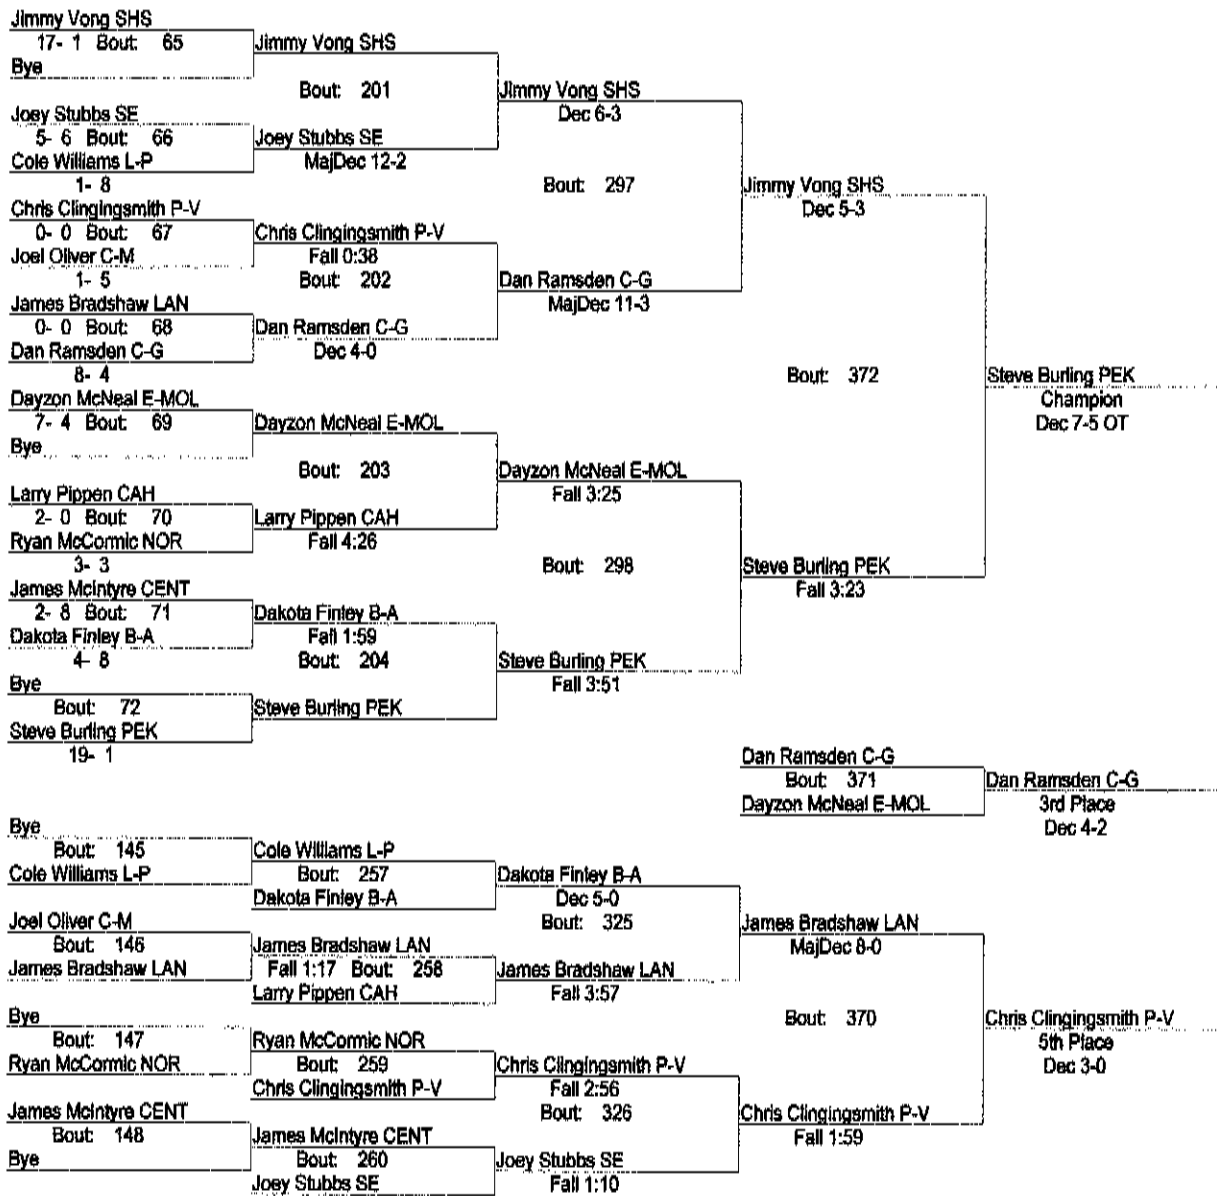 Jimmy Vong SHS
17- 1 Bout: 65
Bye
Jimmy Vong SHS
Bout: 201
Joey Stubbs SE
5- 6 Bout: 66
Cole Williams L-P
1- 8
Joey Stubbs SE
MajDec 12-2
Jimmy Vong SHS
Dec 6-3
Bout: 297
Chris Clingingsmith P-V
0- 0 Bout: 67
Joel Oliver C-M
1- 5
Chris Clingingsmith P-V
Fall 0:38
Bout: 202
James Bradshaw LAN
0- 0 Bout: 68
Dan Ramsden C-G
8- 4
Dan Ramsden C-G
Dec 4-0
Dan Ramsden C-G
MajDec 11-3
Jimmy Vong SHS
Dec 5-3
Bout: 372
Steve Burling PEK
Champion
Dec 7-5 OT
Dayzon McNeal E-MOL
7- 4 Bout: 69
Bye
Dayzon McNeal E-MOL
Bout: 203
Larry Pippen CAH
2- 0 Bout: 70
Ryan McCormic NOR
3- 3
Larry Pippen CAH
Fall 4:26
Dayzon McNeal E-MOL
Fall 3:25
Bout: 298
James McIntyre CENT
2- 8 Bout: 71
Dakota Finley B-A
4- 8
Dakota Finley B-A
Fall 1:59
Bout: 204
Bye
Bout: 72
Steve Burling PEK
19- 1
Steve Burling PEK
Steve Burling PEK
Fall 3:51
Steve Burling PEK
Fall 3:23
Dan Ramsden C-G
Bout: 371
Dayzon McNeal E-MOL
Dan Ramsden C-G
3rd Place
Dec 4-2
Bye
Bout: 145
Cole Williams L-P
Cole Williams L-P
Bout: 257
Dakota Finley B-A
Dakota Finley B-A
Dec 5-0
Bout: 325
Joel Oliver C-M
Bout: 146
James Bradshaw LAN
James Bradshaw LAN
Fall 1:17 Bout: 258
Larry Pippen CAH
James Bradshaw LAN
Fall 3:57
James Bradshaw LAN
MajDec 8-0
Bout: 370
Bye
Bout: 147
Ryan McCormic NOR
Ryan McCormic NOR
Bout: 259
Chris Clingingsmith P-V
Chris Clingingsmith P-V
Fall 2:56
Bout: 326
James McIntyre CENT
Bout: 148
Bye
James McIntyre CENT
Bout: 260
Joey Stubbs SE
Joey Stubbs SE
Fall 1:10
Chris Clingingsmith P-V
Fall 1:59
Chris Clingingsmith P-V
5th Place
Dec 3-0